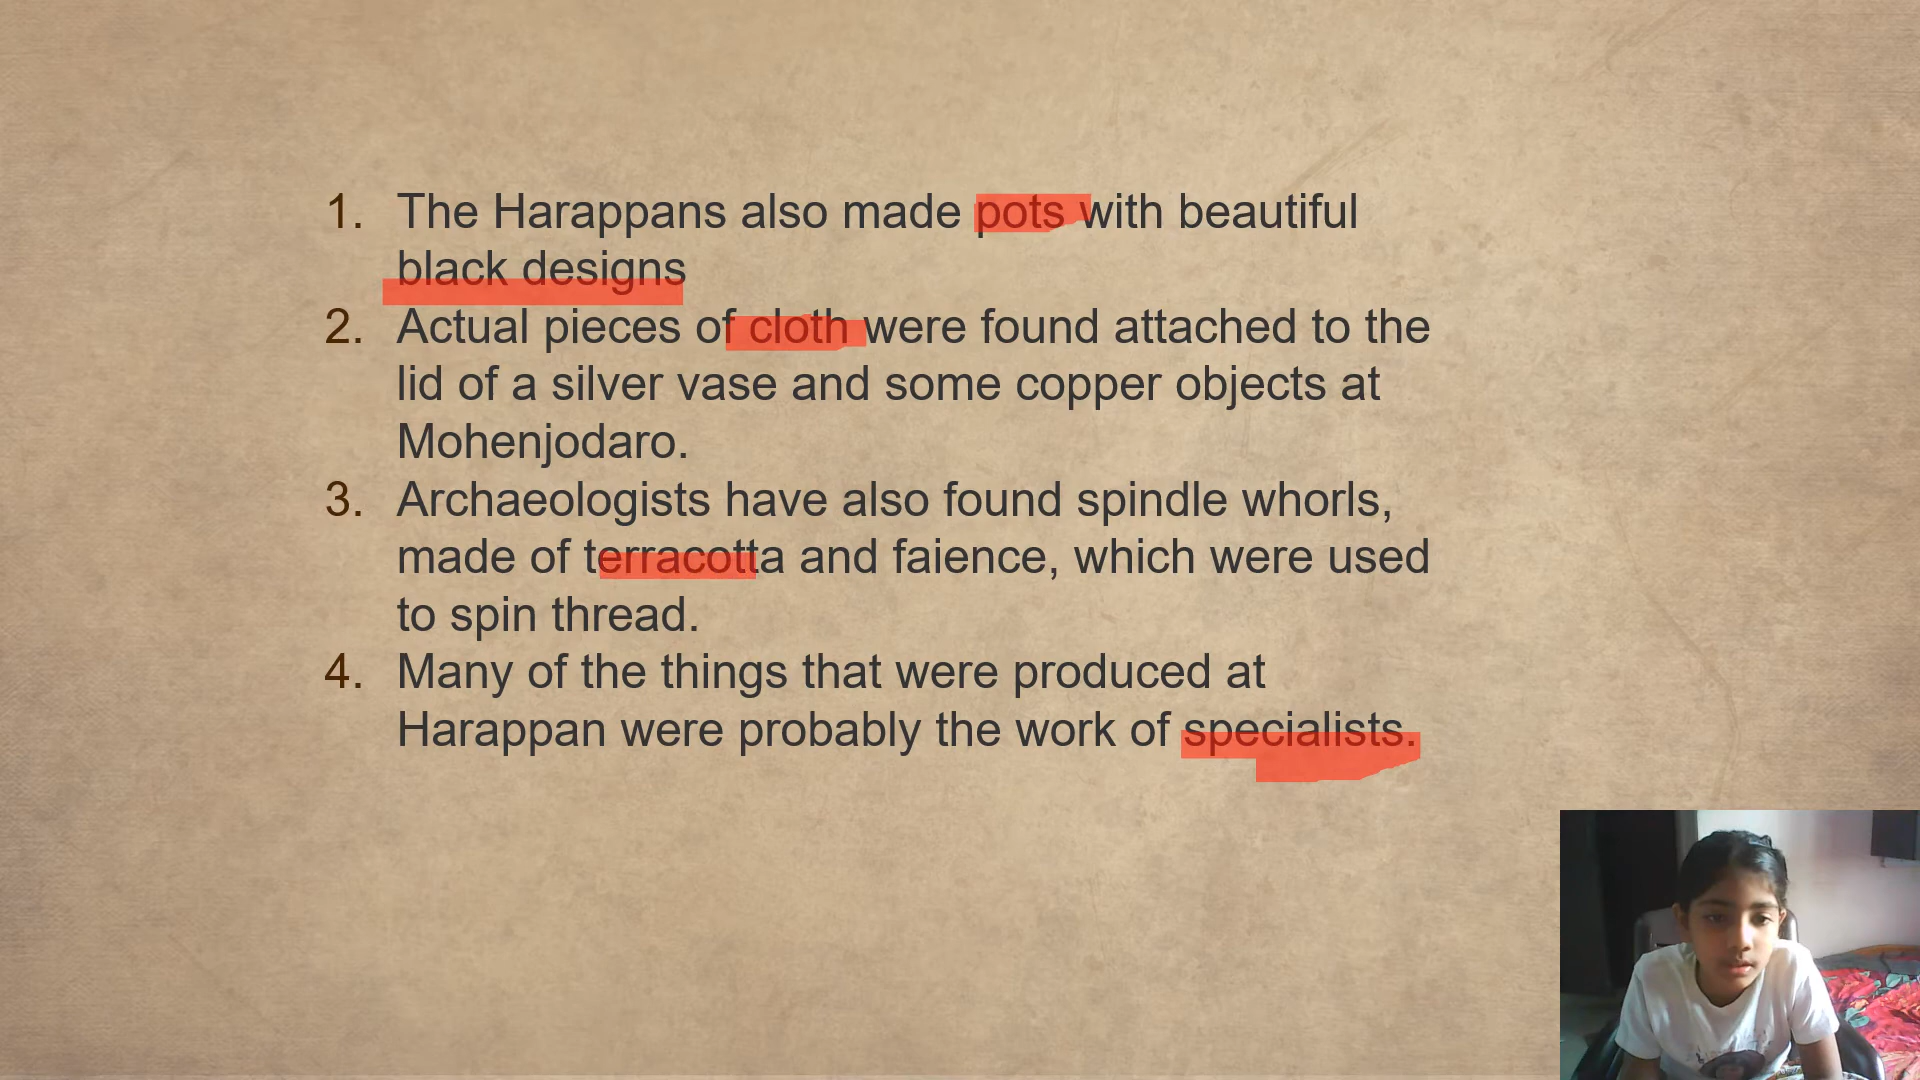 1. The Harappans also made pots with beautiful
black designs
2. Actual pieces of cloth were found attached to the
lid of a silver vase and some copper objects at
Mohenjodaro.
3. Archaeologists have also found spindle whorls,
made of terracotta and faience, which were used
to spin thread.
4. Many of the things that were produced at
Harappan were probably the work of specialists.